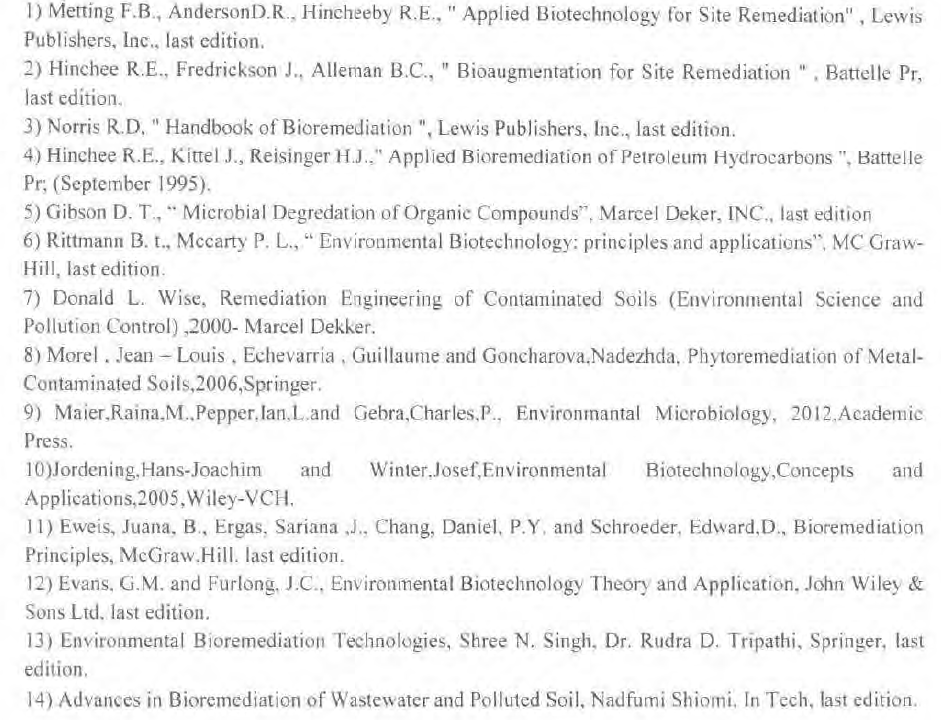 1) Metting F.B., AndersonD.R., Hincheeby R.E., " Applied Biotechnology for Site Remediation" , Lewis
Publishers, Inc., last edition.
2) Hinchee R.E., Fredrickson J., Alleman B.C., " Bioaugmentation for Site Remediation " , Battelle Pr,
last edition.
3) Norris R.D, " Handbook of Bioremediation ", Lewis Publishers, Inc., last edition.
4) Hinchee R.E., Kittel J., Reisinger H.J.," Applied Bioremediation of Petroleum Hydrocarbons ", Battelle
Pr; (September 1995).
5) Gibson D. T., " Microbial Degredation of Organic Compounds", Marcel Deker, INC., last edition
6) Rittmann B. t., Mccarty P. L., " Environmental Biotechnology: principles and applications", MC Graw-
Hill, last edition.
7) Donald L. Wise, Remediation Engineering of Contaminated Soils (Environmental Science and
Pollution Control) ,2000- Marcel Dekker.
8) Morel , Jean – Louis , Echevarria , Guillaume and Goncharova,Nadezhda, Phytoremediation of Metal-
Contaminated Soils,2006,Springer.
9) Maier,Raina,M.,Pepper,Ian,L.and Gebra,Charles,P., Environmantal Microbiology, 2012,Academic
Press.
10)Jordening,Hans-Joachim and Winter,Josef,Environmental Biotechnology,Concepts and
Applications,2005,Wiley-VCH.
11) Eweis, Juana, B., Ergas, Sariana ,J., Chang, Daniel, P.Y. and Schroeder, Edward,D., Bioremediation
Principles, McGraw.Hill. last edition.
12) Evans, G.M. and Furlong, J.C., Environmental Biotechnology Theory and Application, John Wiley &
Sons Ltd, last edition.
13) Environmental Bioremediation Technologies, Shree N. Singh, Dr. Rudra D. Tripathi, Springer, last
edition.
14) Advances in Bioremediation of Wastewater and Polluted Soil, Nadfumi Shiomi, In Tech, last edition.